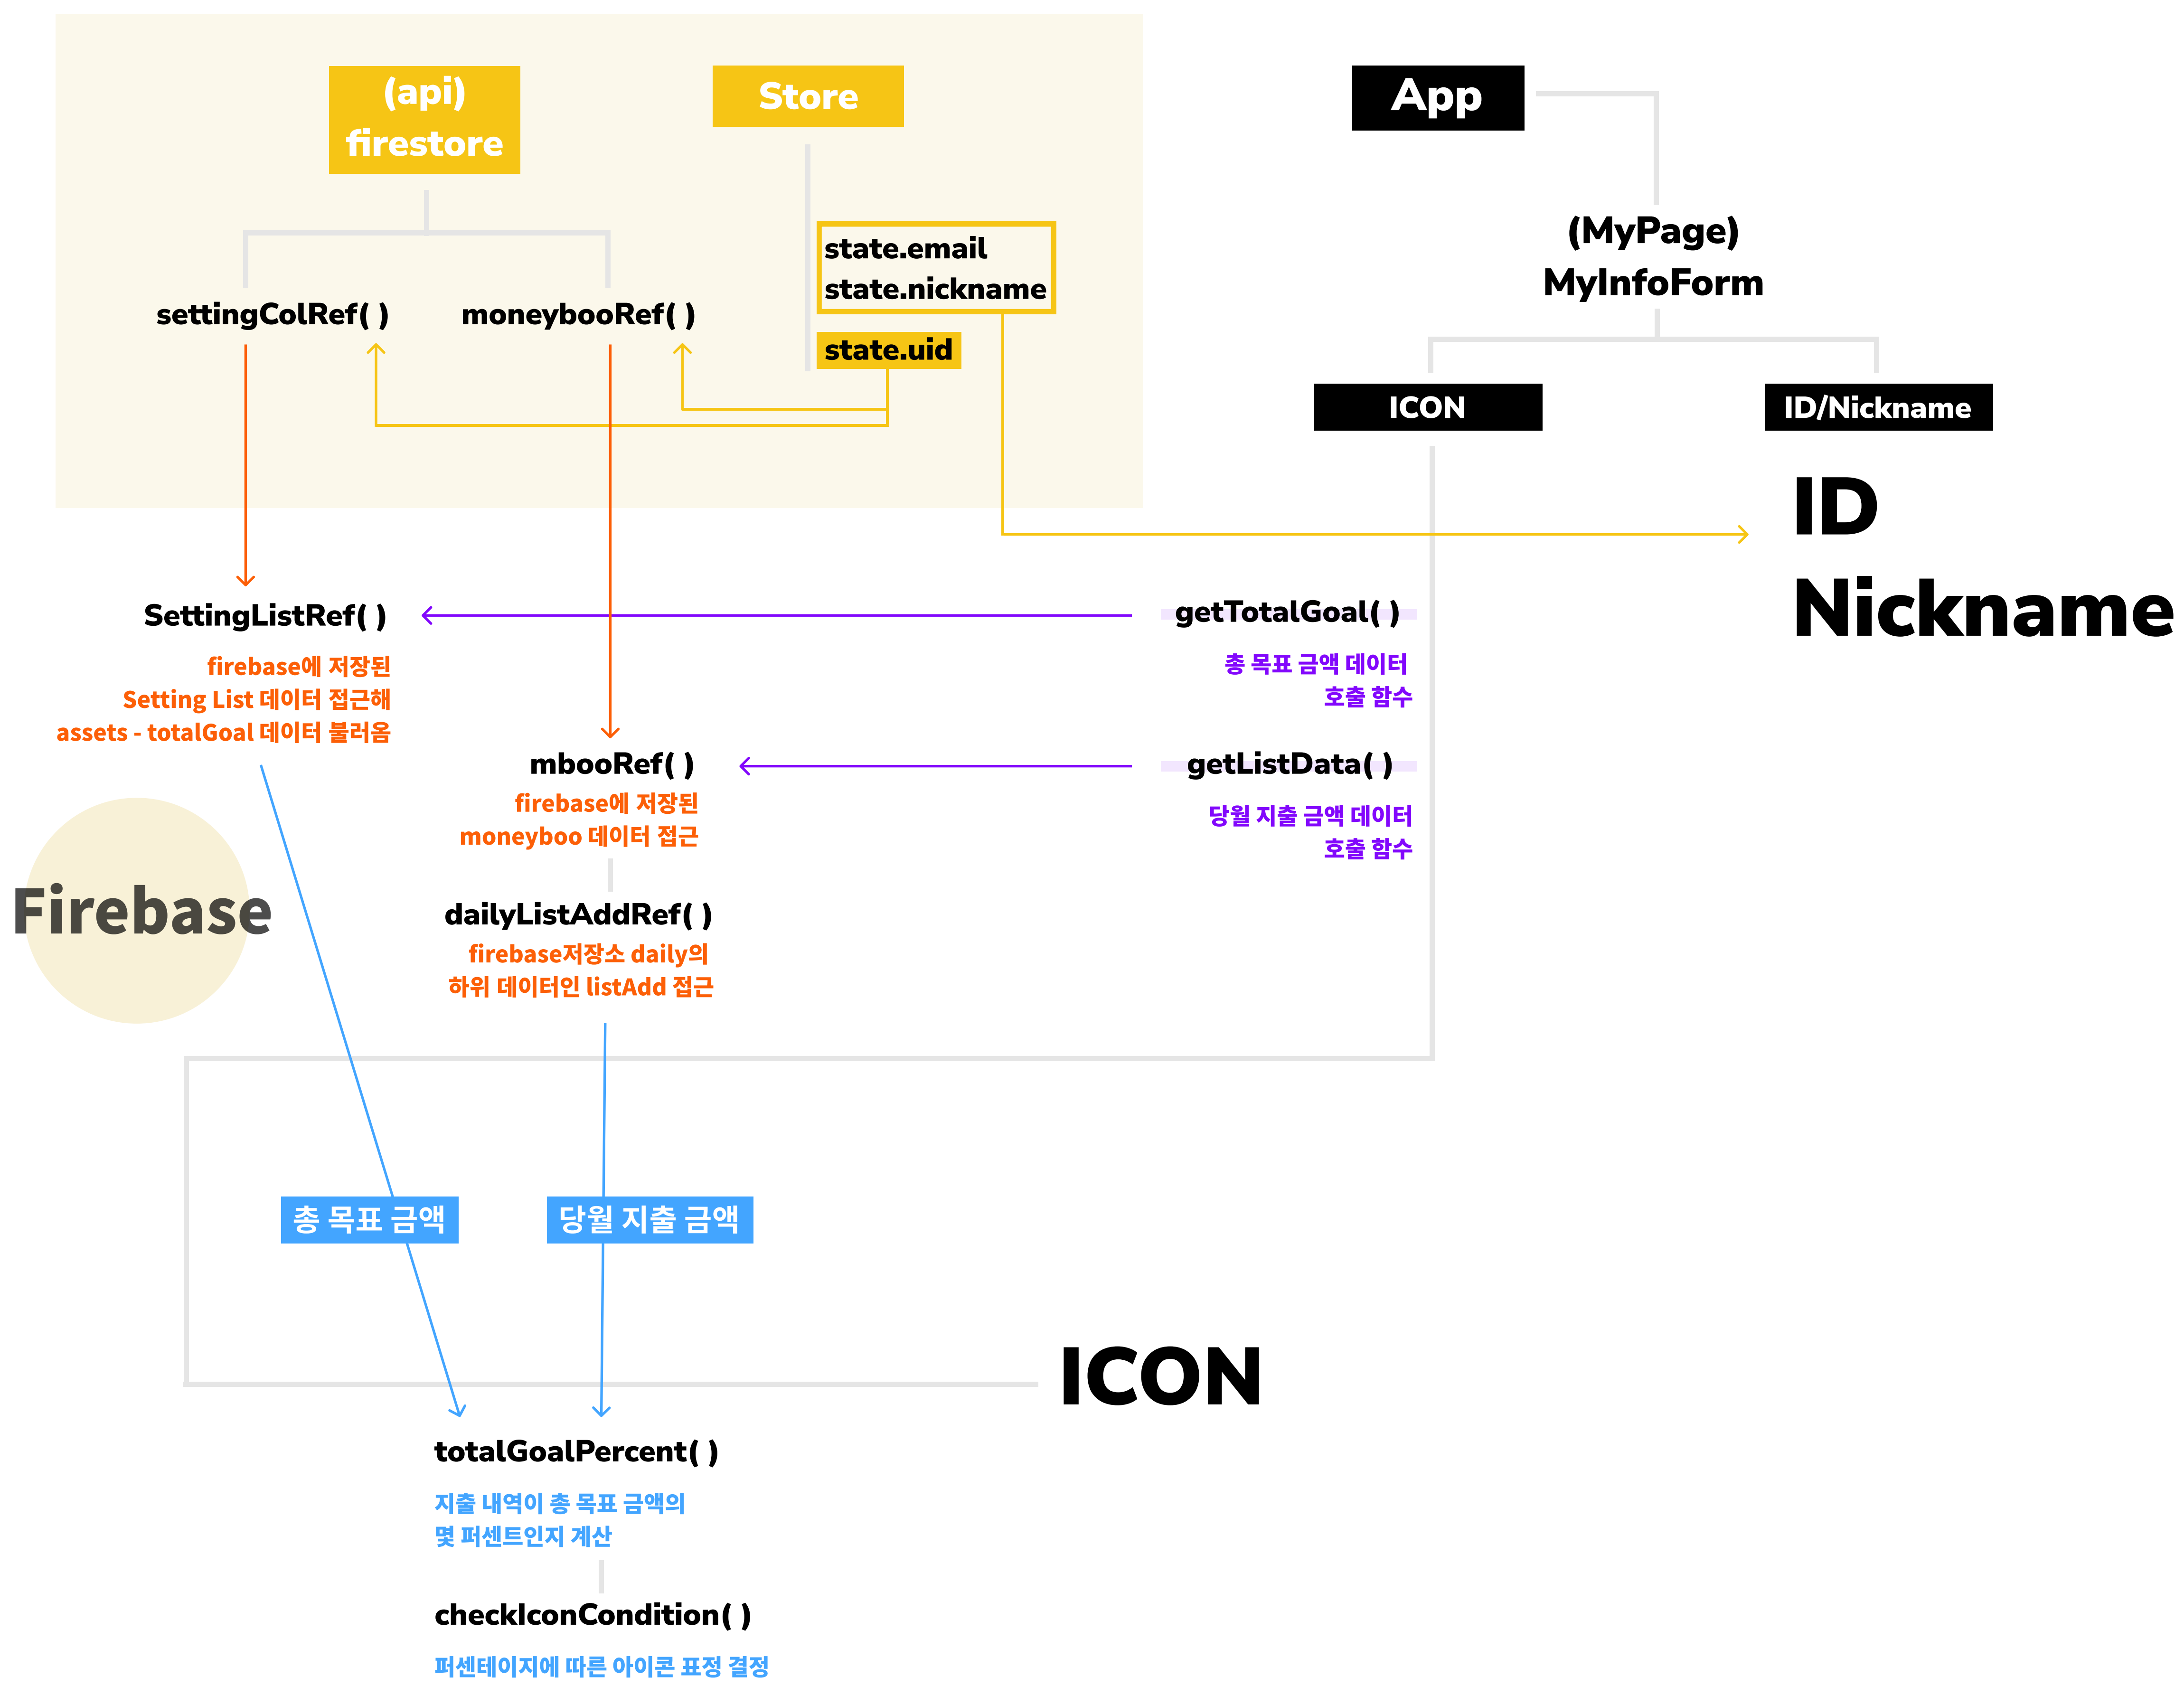 (api)
firestore
Store
App
state.email
state.nickname
state.uid
settingColRef( )
moneybooRef( )
(MyPage)
MyInfoForm
ICON
ID/Nickname
ID
Nickname
SettingListRef( )
firebase에 저장된
Setting List 데이터 접근해
assets - totalGoal 데이터 불러옴
getTotalGoal( )
총 목표 금액 데이터
호출 함수
mbooRef( )
firebase에 저장된
moneyboo 데이터 접근
getListData( )
당월 지출 금액 데이터
호출 함수
Firebase
dailyListAddRef( )
firebase저장소 daily의
하위 데이터인 listAdd 접근
총 목표 금액
당월 지출 금액
ICON
totalGoalPercent( )
지출 내역이 총 목표 금액의
몇 퍼센트인지 계산
checkIconCondition( )
퍼센테이지에 따른 아이콘 표정 결정